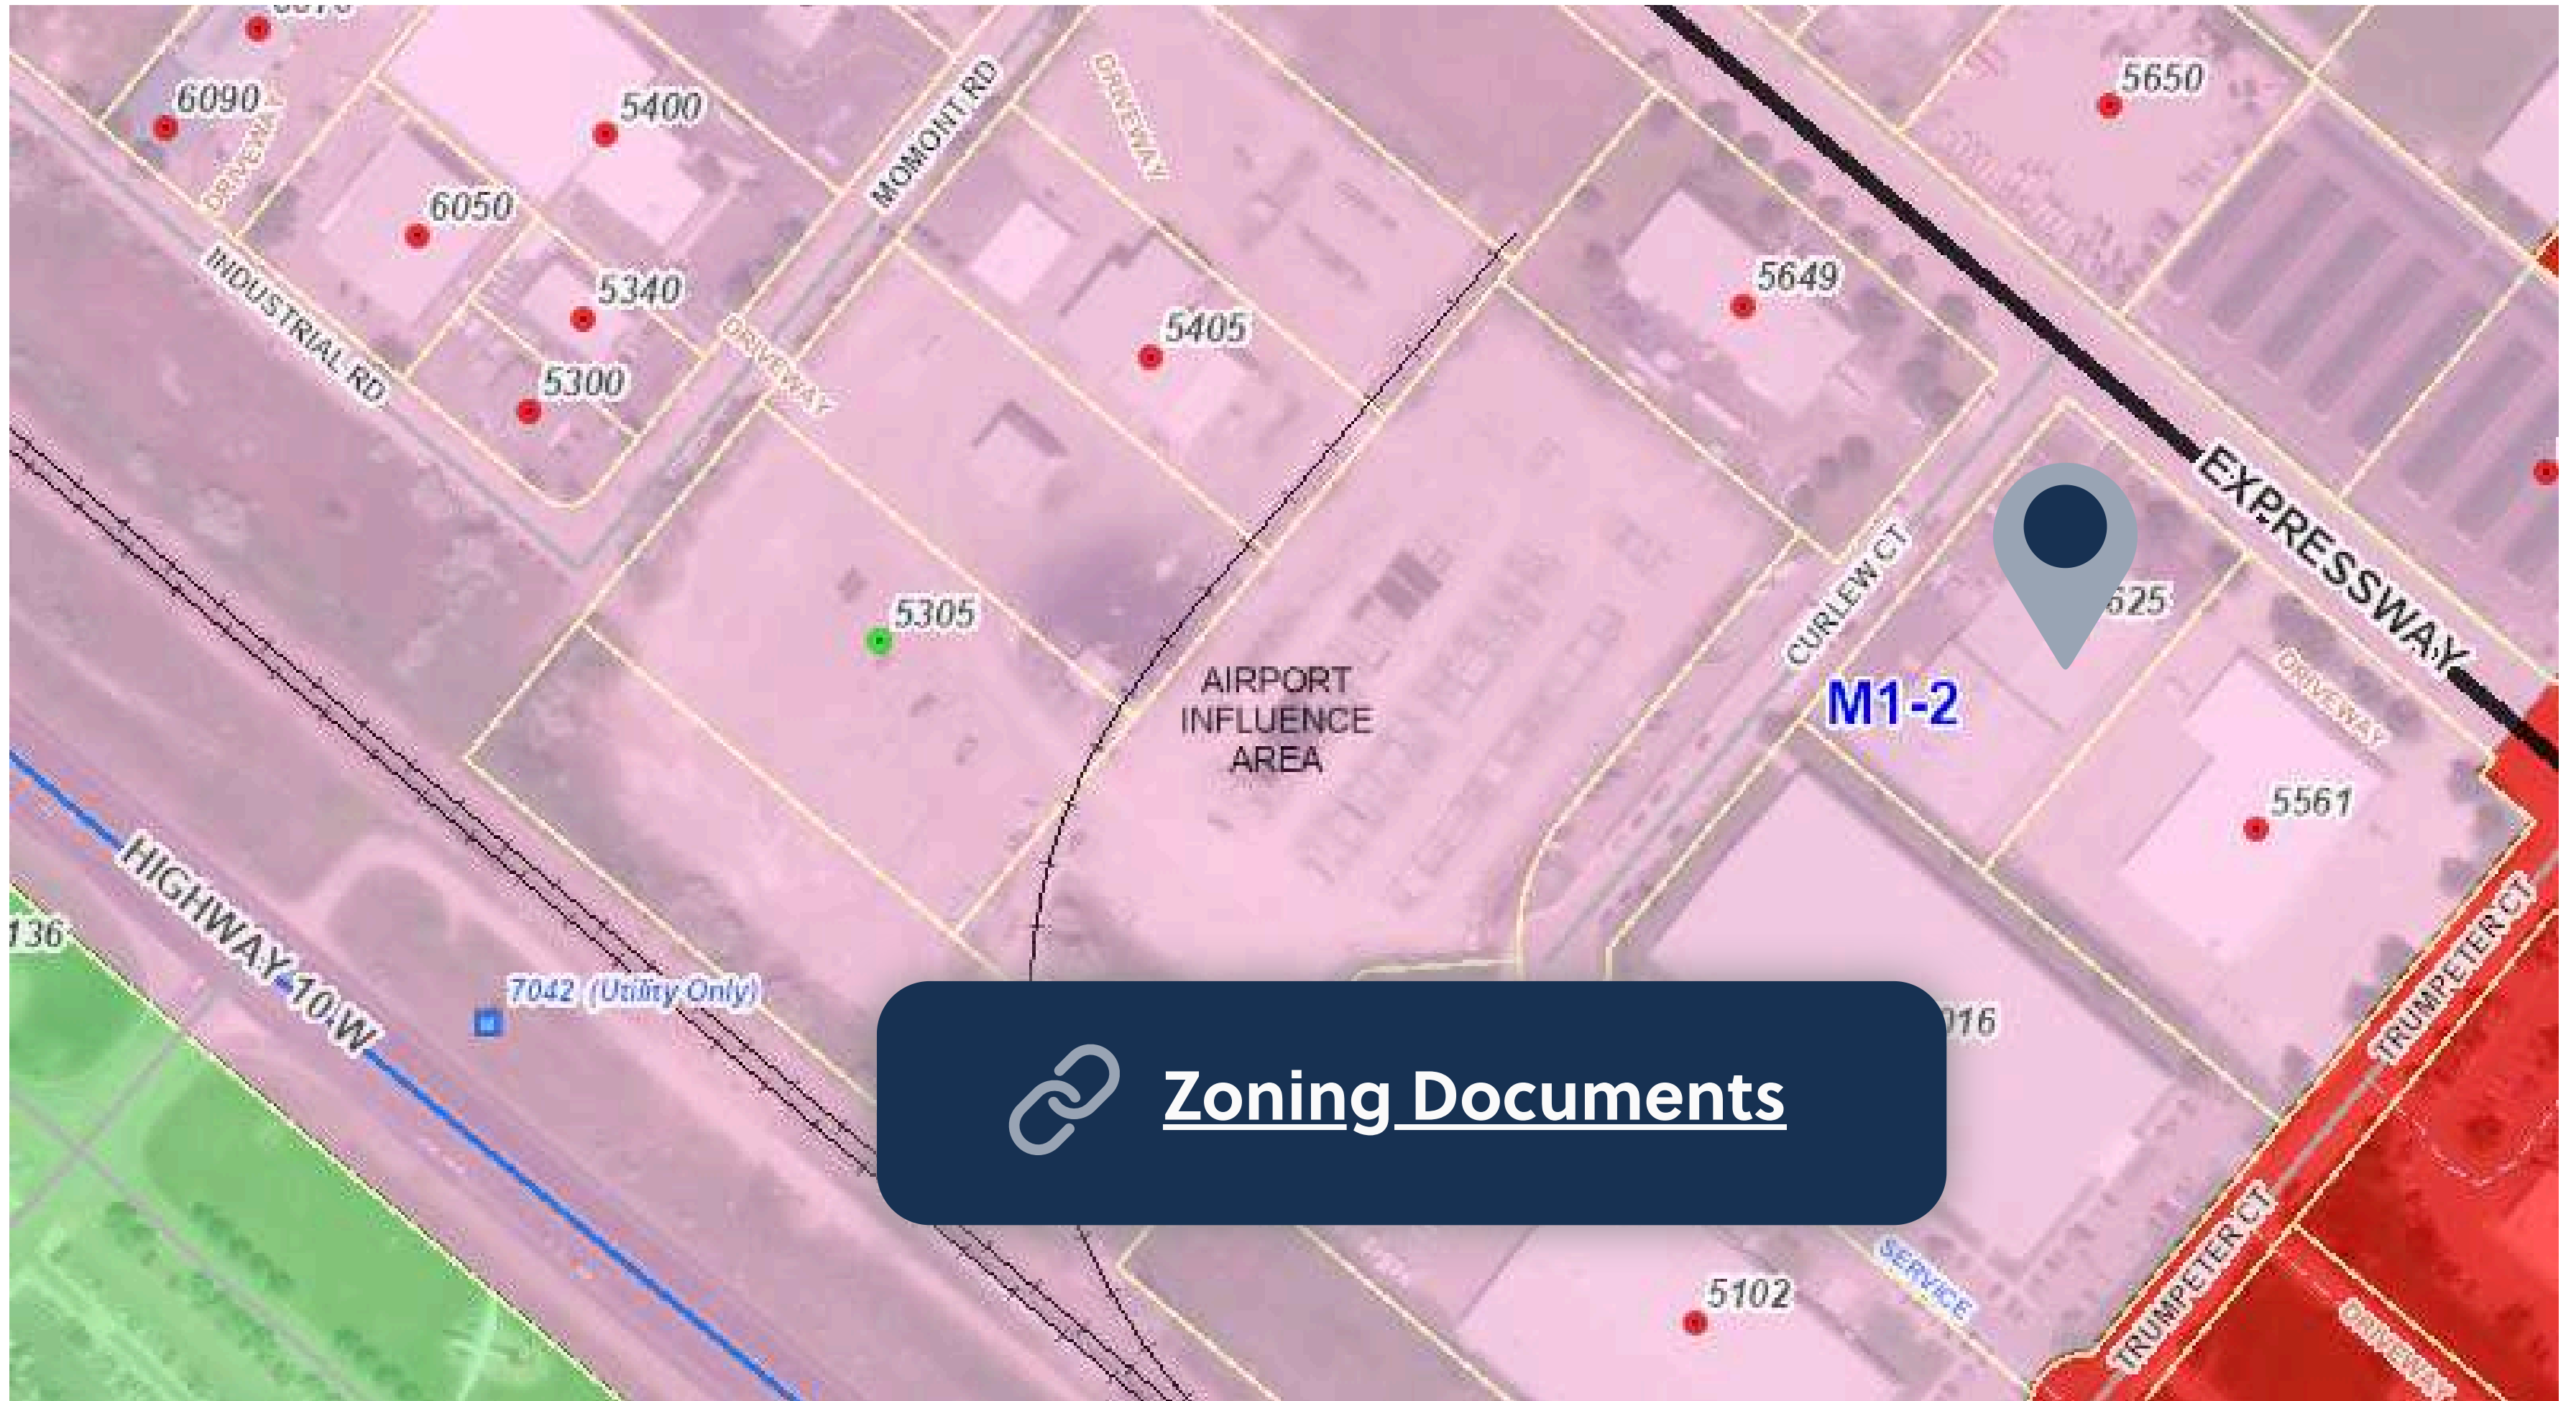 6090
DRIVEWAY
5400
MOMONT RD
DRIVEWAY
5650
6050
INDUSTRIAL RD
5340
5300
DRIVEWAY
5405
5649
EXPRESSWAY
CURLEW CT
625
5305
AIRPORT
INFLUENCE
AREA
M1-2
DRIVEWAY
5561
HIGHWAY 10 W
136
7042 (Utility Only)
016
TRUMPETER CT
Zoning Documents
SERVICE
5102
TRUMPETER CT
DRIVEWAY